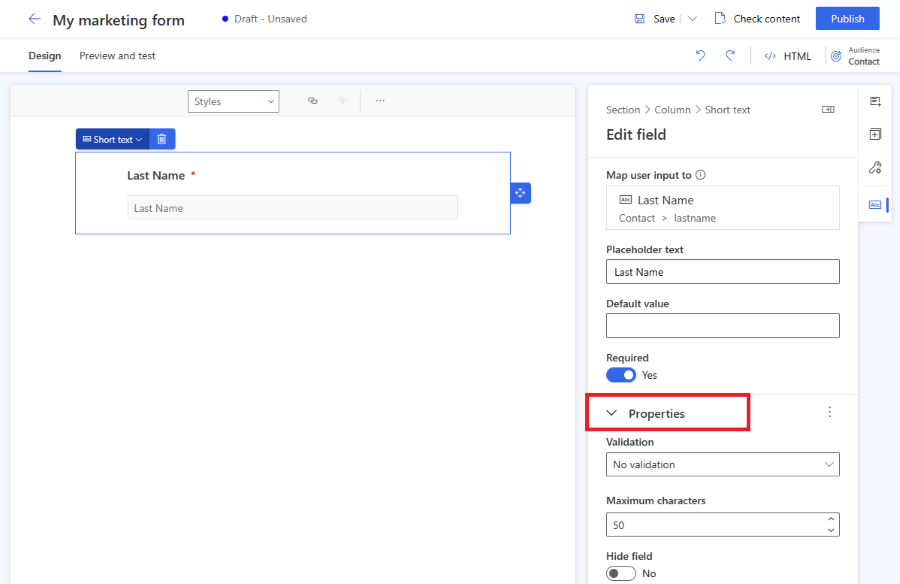 My marketing form
Draft - Unsaved
Save
Check content
Publish
Design
Preview and test
HTML
Audience
Contact
Styles
Short text
Last Name *
Last Name
Section > Column > Short text
Edit field
Map user input to
Abc Last Name
Contact > lastname
Placeholder text
Last Name
Default value
Required
Yes
Properties
Validation
No validation
Maximum characters
50
Hide field
No